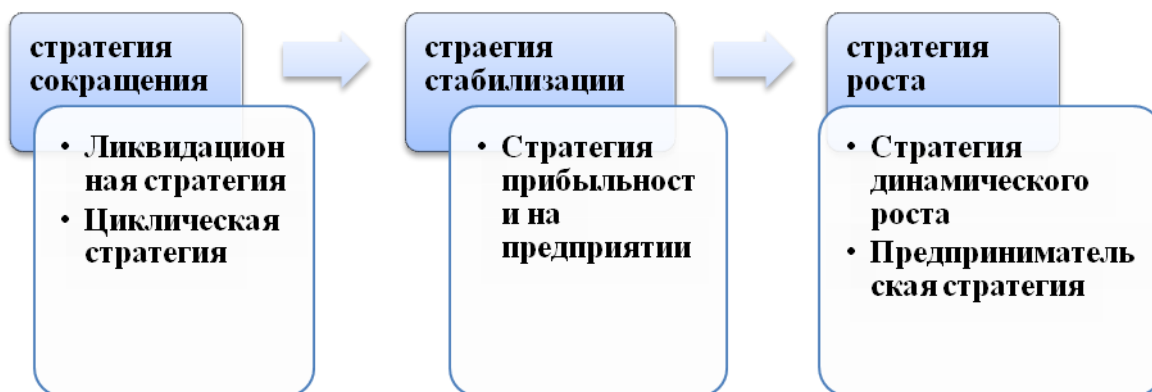 стратегия
сокращения
• Ликвидацион
ная стратегия
• Циклическая
стратегия
страегия
стабилизации
• Стратегия
прибыльност
и на
предприятии
стратегия
роста
• Стратегия
динамического
роста
• Предприниматель
ская стратегия